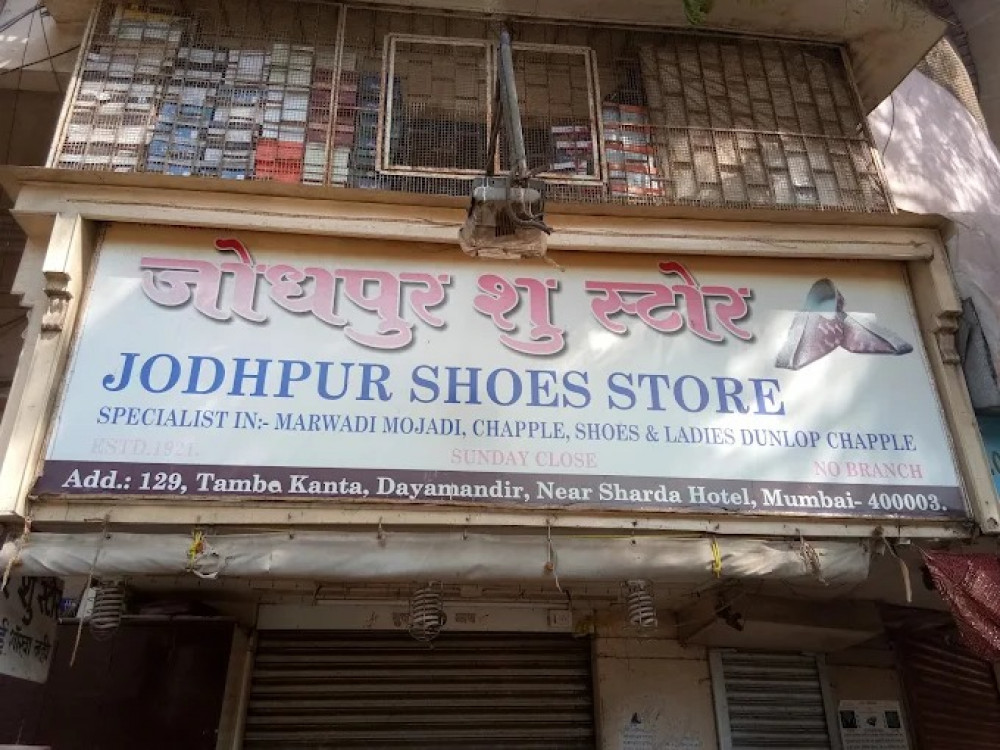 जोधपुर शु स्टोर
JODHPUR SHOES STORE
SPECIALIST IN:- MARWADI MOJADI, CHAPPLE, SHOES & LADIES DUNLOP CHAPPLE
ESTD.1921. SUNDAY CLOSE NO BRANCH
Add.: 129, Tambe Kanta, Dayamandir, Near Sharda Hotel, Mumbai- 400003.
शु स्टो